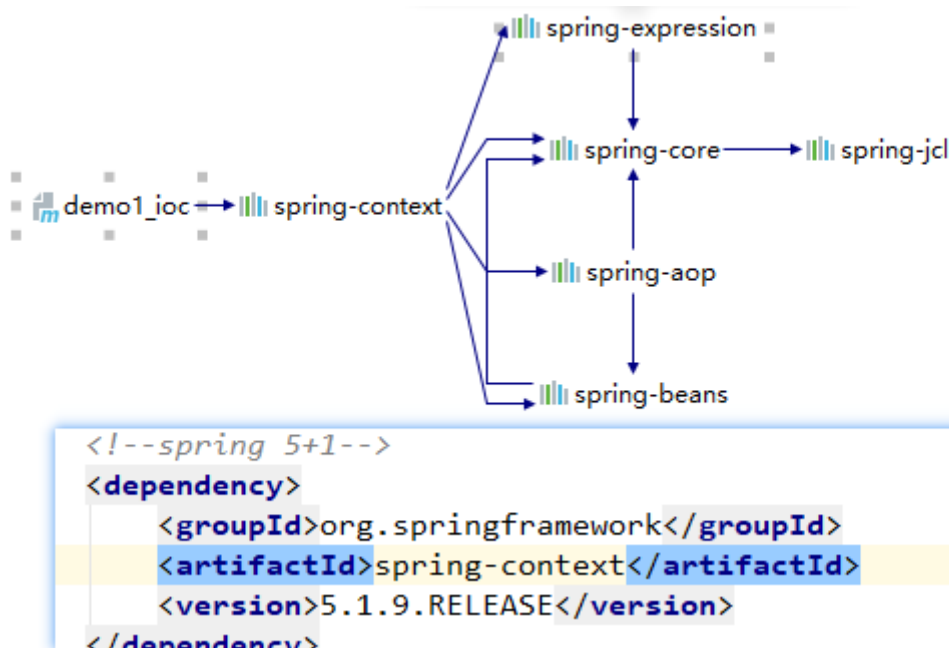 spring-expression
spring-core
spring-jcl
demo1_ioc
spring-context
spring-aop
spring-beans
<!--spring 5+1-->
<dependency>
<groupId>org.springframework</groupId>
<artifactId>spring-context</artifactId>
<version>5.1.9.RELEASE</version>
</dependency>